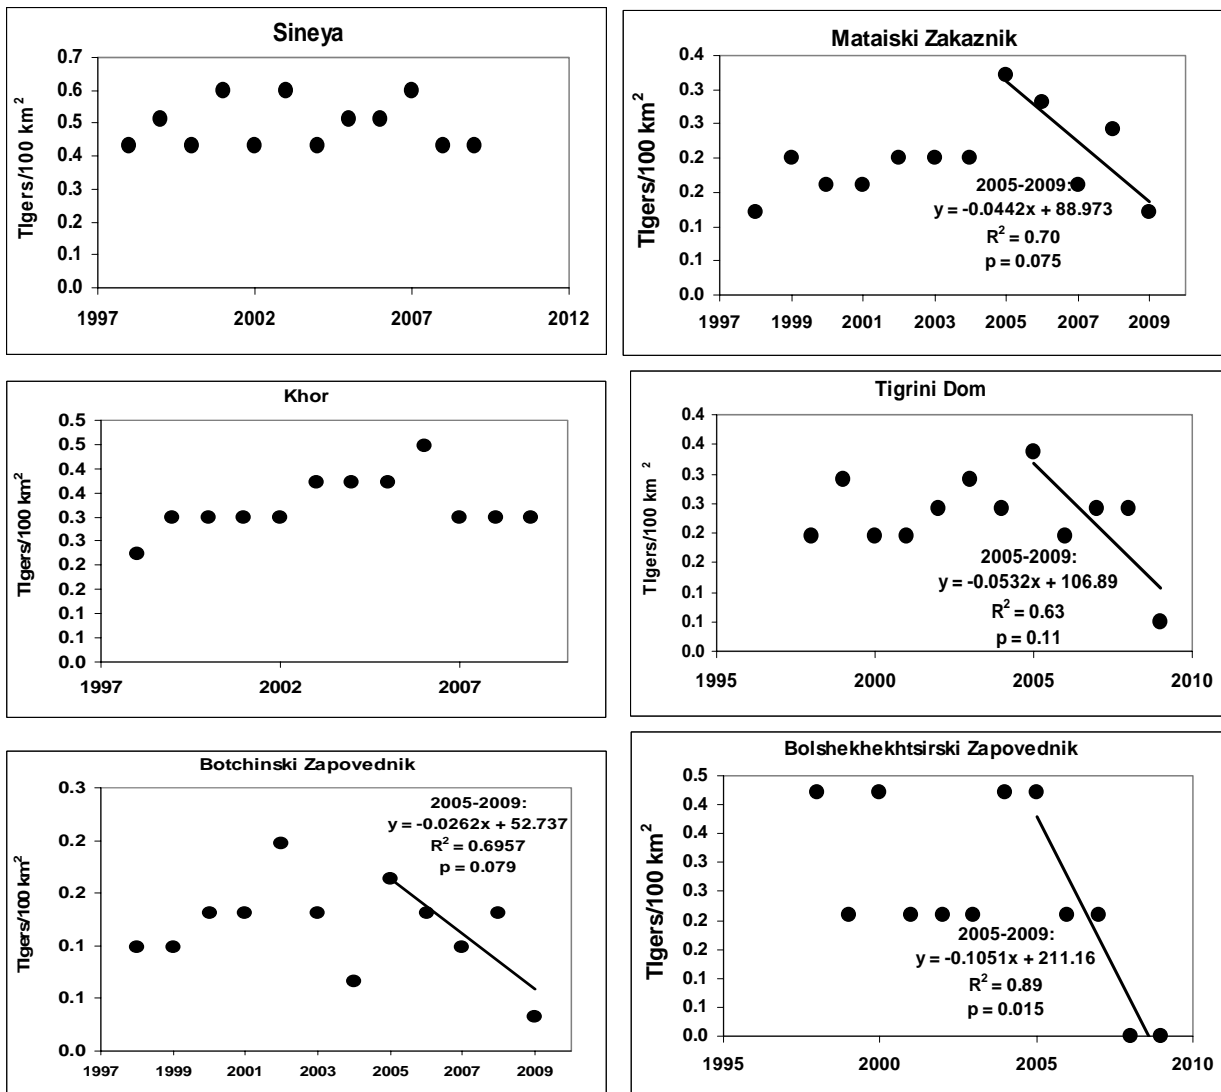 Sineya
TIgers/100 km²
0.7
0.6
0.5
0.4
0.3
0.2
0.1
0.0
1997 2002 2007 2012
Mataiski Zakaznik
TIgers/100 km²
0.4
0.3
0.3
0.2
0.2
0.1
0.1
0.0
2005-2009:
y = -0.0442x + 88.973
R² = 0.70
p = 0.075
1997 1999 2001 2003 2005 2007 2009
Khor
TIgers/100 km²
0.5
0.5
0.4
0.4
0.3
0.3
0.2
0.2
0.1
0.1
0.0
1997 2002 2007
Tigrini Dom
TIgers/100 km²
0.4
0.4
0.3
0.3
0.2
0.2
0.1
0.1
0.0
2005-2009:
y = -0.0532x + 106.89
R² = 0.63
p = 0.11
1995 2000 2005 2010
Botchinski Zapovednik
TIgers/100 km²
0.3
0.2
0.2
0.1
0.1
0.0
2005-2009:
y = -0.0262x + 52.737
R² = 0.6957
p = 0.079
1997 1999 2001 2003 2005 2007 2009
Bolshekhekhtsirski Zapovednik
TIgers/100 km²
0.5
0.4
0.4
0.3
0.3
0.2
0.2
0.1
0.1
0.0
2005-2009:
y = -0.1051x + 211.16
R² = 0.89
p = 0.015
1995 2000 2005 2010